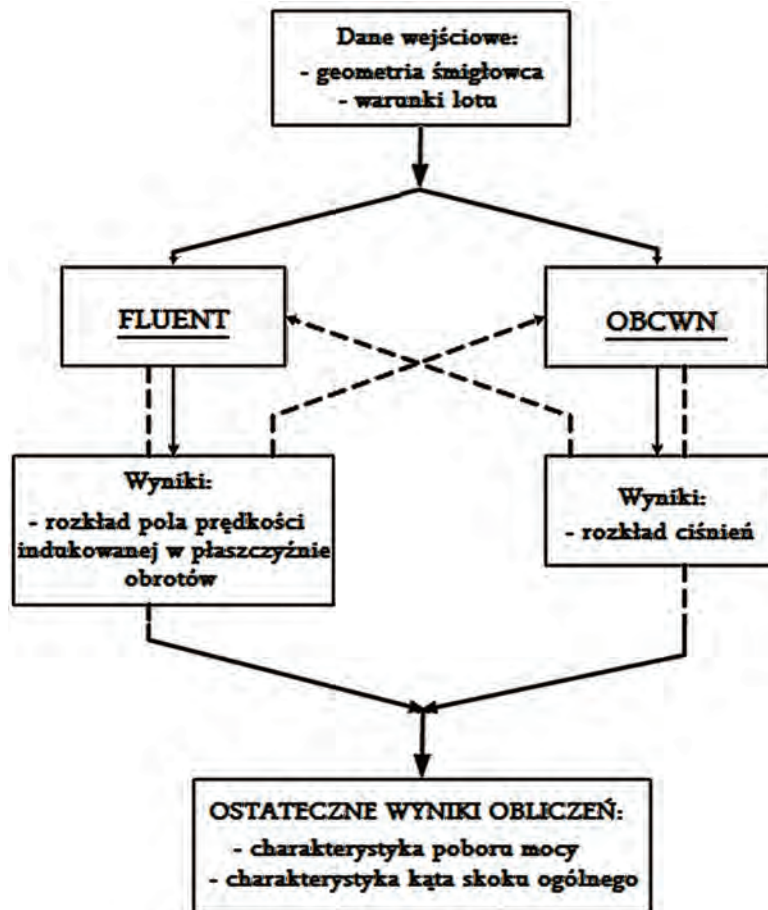 Dane wejściowe:
- geometria śmigłowca
- warunki lotu
FLUENT
OBCWN
Wyniki:
- rozkład pola prędkości
indukowanej w płaszczyźnie
obrotów
Wyniki:
- rozkład ciśnień
OSTATECZNE WYNIKI OBLICZEŃ:
- charakterystyka poboru mocy
- charakterystyka kąta skoku ogólnego